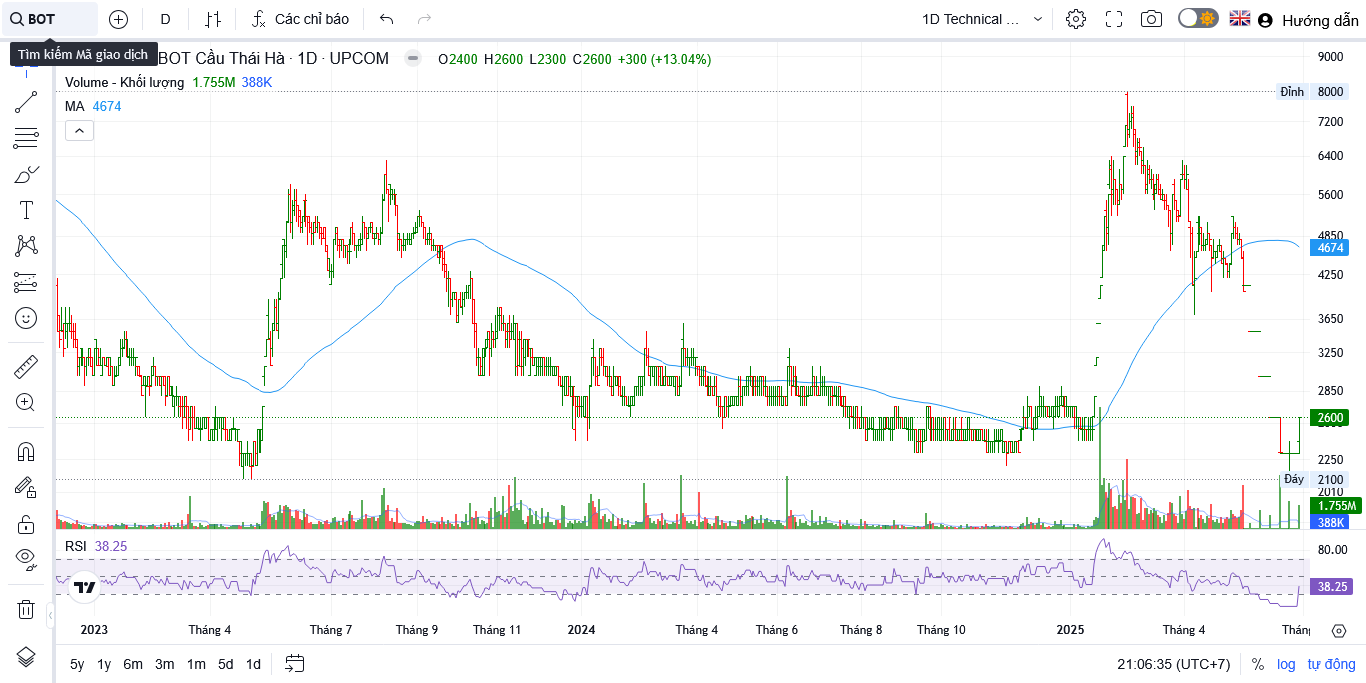 BOT
D
Các chỉ báo
1D Technical ...
Hướng dẫn
Tìm kiếm Mã giao dịch
BOT Cầu Thái Hà · 1D · UPCOM
O2400 H2600 L2300 C2600 +300 (+13.04%)
Volume - Khối lượng 1.755M 388K
MA 4674
9000
Đỉnh 8000
7200
6400
5600
4850
4674
4250
3650
3250
2850
2600
2250
Đáy 2100
2010
1.755M
388K
RSI 38.25
80.00
38.25
2023
Tháng 4
Tháng 7
Tháng 9
Tháng 11
2024
Tháng 4
Tháng 6
Tháng 8
Tháng 10
2025
Tháng 4
5y 1y 6m 3m 1m 5d 1d
21:06:35 (UTC+7)
% log tự động